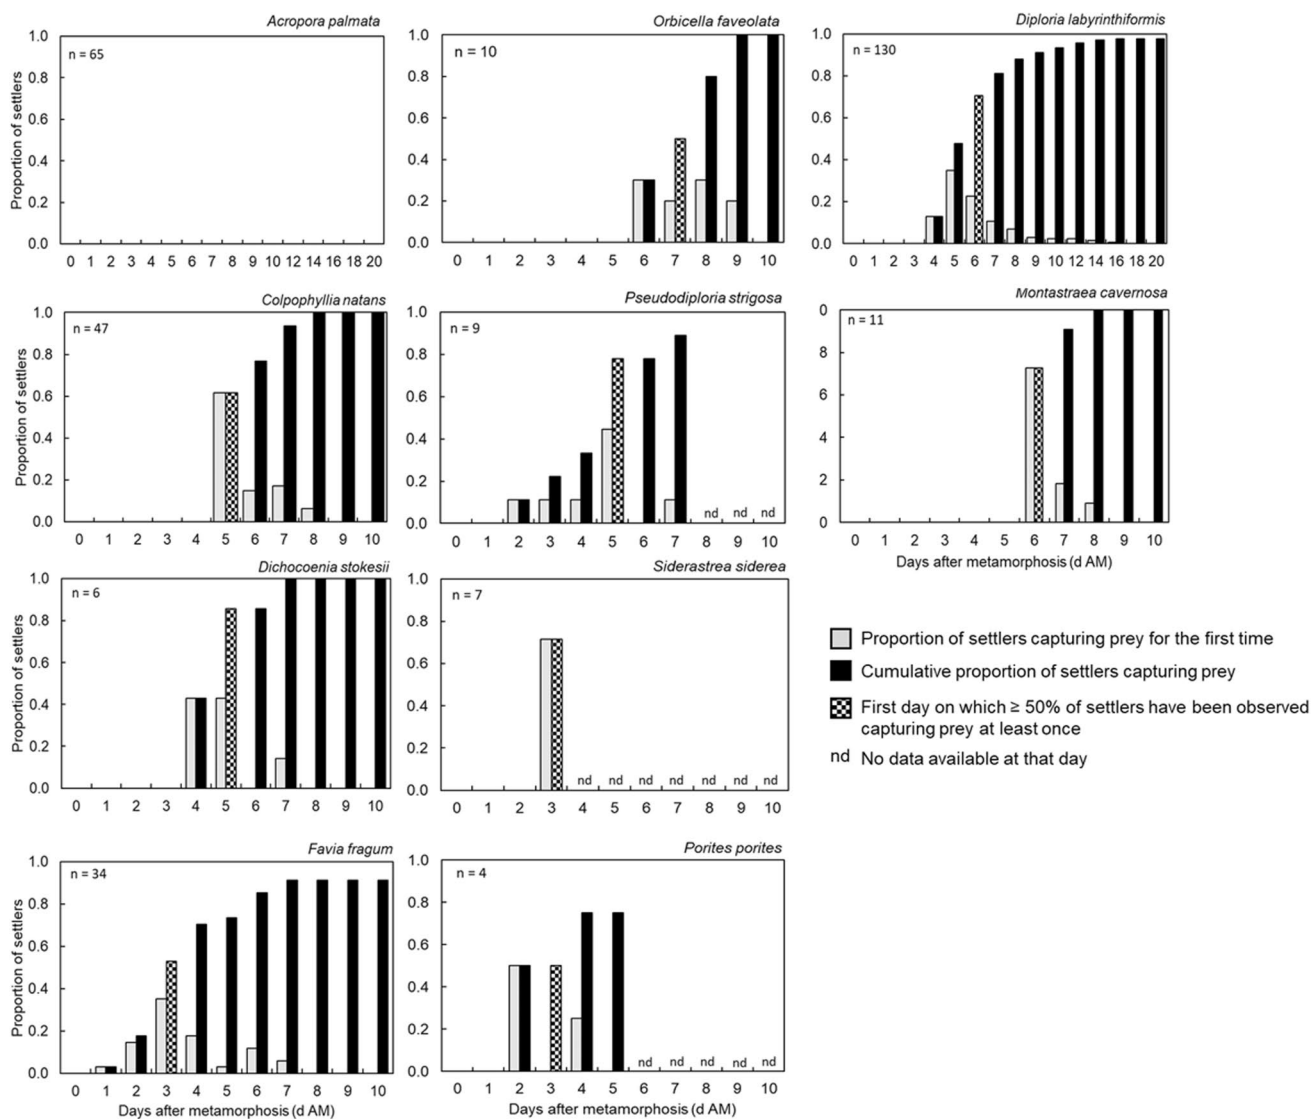 Acropora palmata
n = 65
Proportion of settlers
1.0
0.8
0.6
0.4
0.2
0.0
0 1 2 3 4 5 6 7 8 9 10 12 14 16 18 20
Orbicella faveolata
n = 10
1.0
0.8
0.6
0.4
0.2
0.0
0 1 2 3 4 5 6 7 8 9 10
Diploria labyrinthiformis
n = 130
1.0
0.8
0.6
0.4
0.2
0.0
0 1 2 3 4 5 6 7 8 9 10 12 14 16 18 20
Colpophyllia natans
n = 47
Proportion of settlers
1.0
0.8
0.6
0.4
0.2
0.0
0 1 2 3 4 5 6 7 8 9 10
Pseudodiploria strigosa
n = 9
1.0
0.8
0.6
0.4
0.2
0.0
nd nd nd
0 1 2 3 4 5 6 7 8 9 10
Montastraea cavernosa
n = 11
0
8
6
4
2
0
0 1 2 3 4 5 6 7 8 9 10
Days after metamorphosis (d AM)
Dichocoenia stokesii
n = 6
Proportion of settlers
1.0
0.8
0.6
0.4
0.2
0.0
0 1 2 3 4 5 6 7 8 9 10
Siderastrea siderea
n = 7
1.0
0.8
0.6
0.4
0.2
0.0
nd nd nd nd nd nd nd
0 1 2 3 4 5 6 7 8 9 10
Proportion of settlers capturing prey for the first time
Cumulative proportion of settlers capturing prey
First day on which ≥ 50% of settlers have been observed
capturing prey at least once
nd No data available at that day
Favia fragum
n = 34
Proportion of settlers
1.0
0.8
0.6
0.4
0.2
0.0
0 1 2 3 4 5 6 7 8 9 10
Days after metamorphosis (d AM)
Porites porites
n = 4
1.0
0.8
0.6
0.4
0.2
0.0
nd nd nd nd nd
0 1 2 3 4 5 6 7 8 9 10
Days after metamorphosis (d AM)